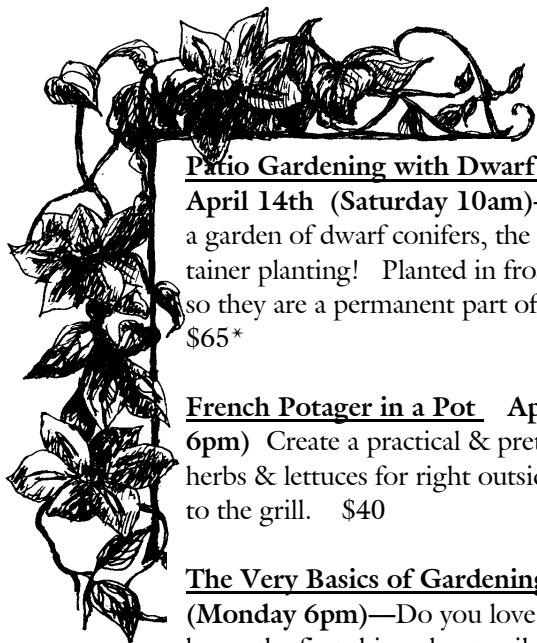 Patio Gardening with Dwarf
April 14th (Saturday 10am)-
a garden of dwarf conifers, the
tainer planting! Planted in fro
so they are a permanent part of
$65*
French Potager in a Pot Ap
6pm) Create a practical & pret
herbs & lettuces for right outsid
to the grill. $40
The Very Basics of Gardening
(Monday 6pm)—Do you love